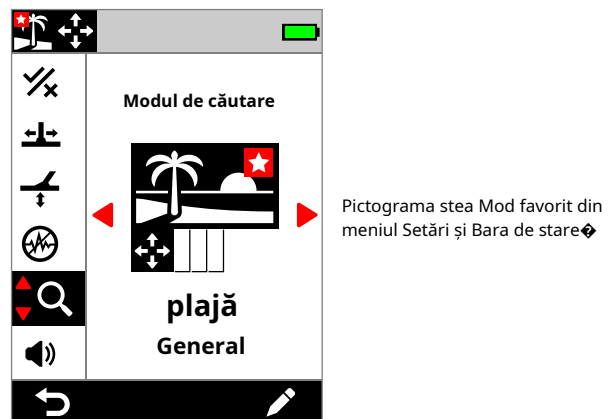 Modul de căutare
plajă
General
Pictograma stea Mod favorit din
meniul Setări și Bara de stare�